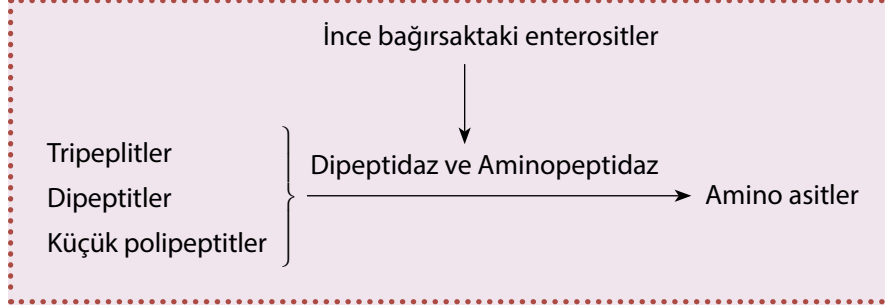 İnce bağırsaktaki enterositler
Tripeplitler
Dipeptitler
Küçük polipeptitler
Dipeptidaz ve Aminopeptidaz
Amino asitler